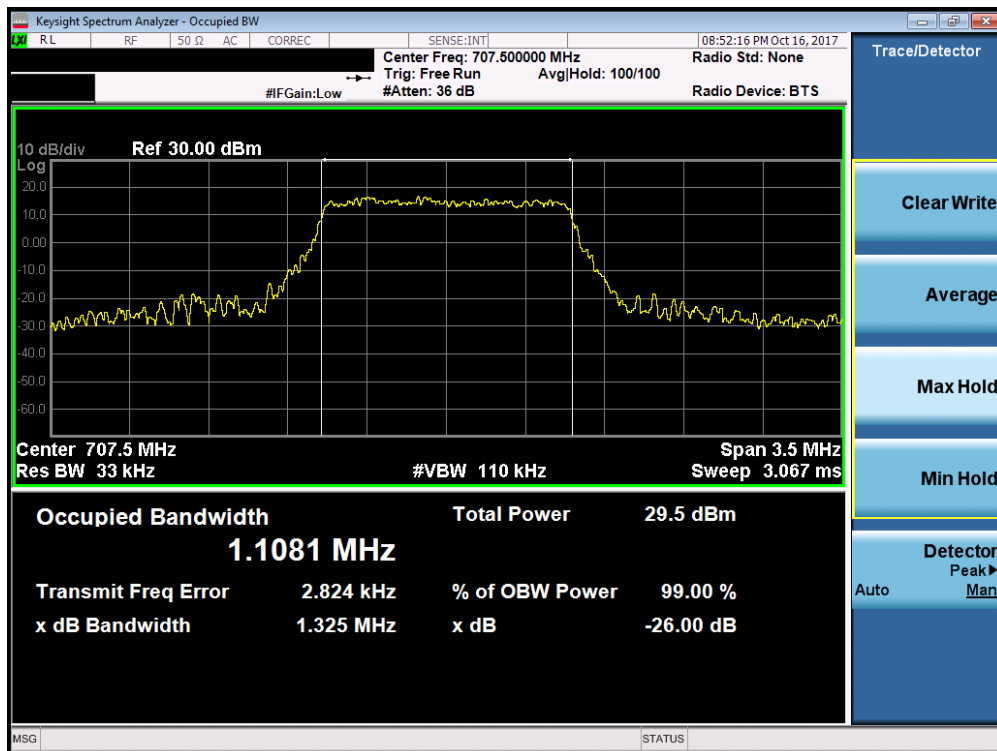 Keysight Spectrum Analyzer - Occupied BW
LXI RL RF 50 Ω AC CORREC SENSE:INT 08:52:16 PM Oct 16, 2017
Center Freq: 707.500000 MHz Radio Std: None
Trig: Free Run Avg|Hold: 100/100
#IFGain:Low #Atten: 36 dB Radio Device: BTS
10 dB/div Ref 30.00 dBm
Log
20.0
10.0
0.00
-10.0
-20.0
-30.0
-40.0
-50.0
-60.0
Center 707.5 MHz Span 3.5 MHz
Res BW 33 kHz #VBW 110 kHz Sweep 3.067 ms
Occupied Bandwidth Total Power 29.5 dBm
1.1081 MHz
Transmit Freq Error 2.824 kHz % of OBW Power 99.00 %
x dB Bandwidth 1.325 MHz x dB -26.00 dB
MSG STATUS
Trace/Detector
Clear Write
Average
Max Hold
Min Hold
Detector
Peak▶
Auto Man